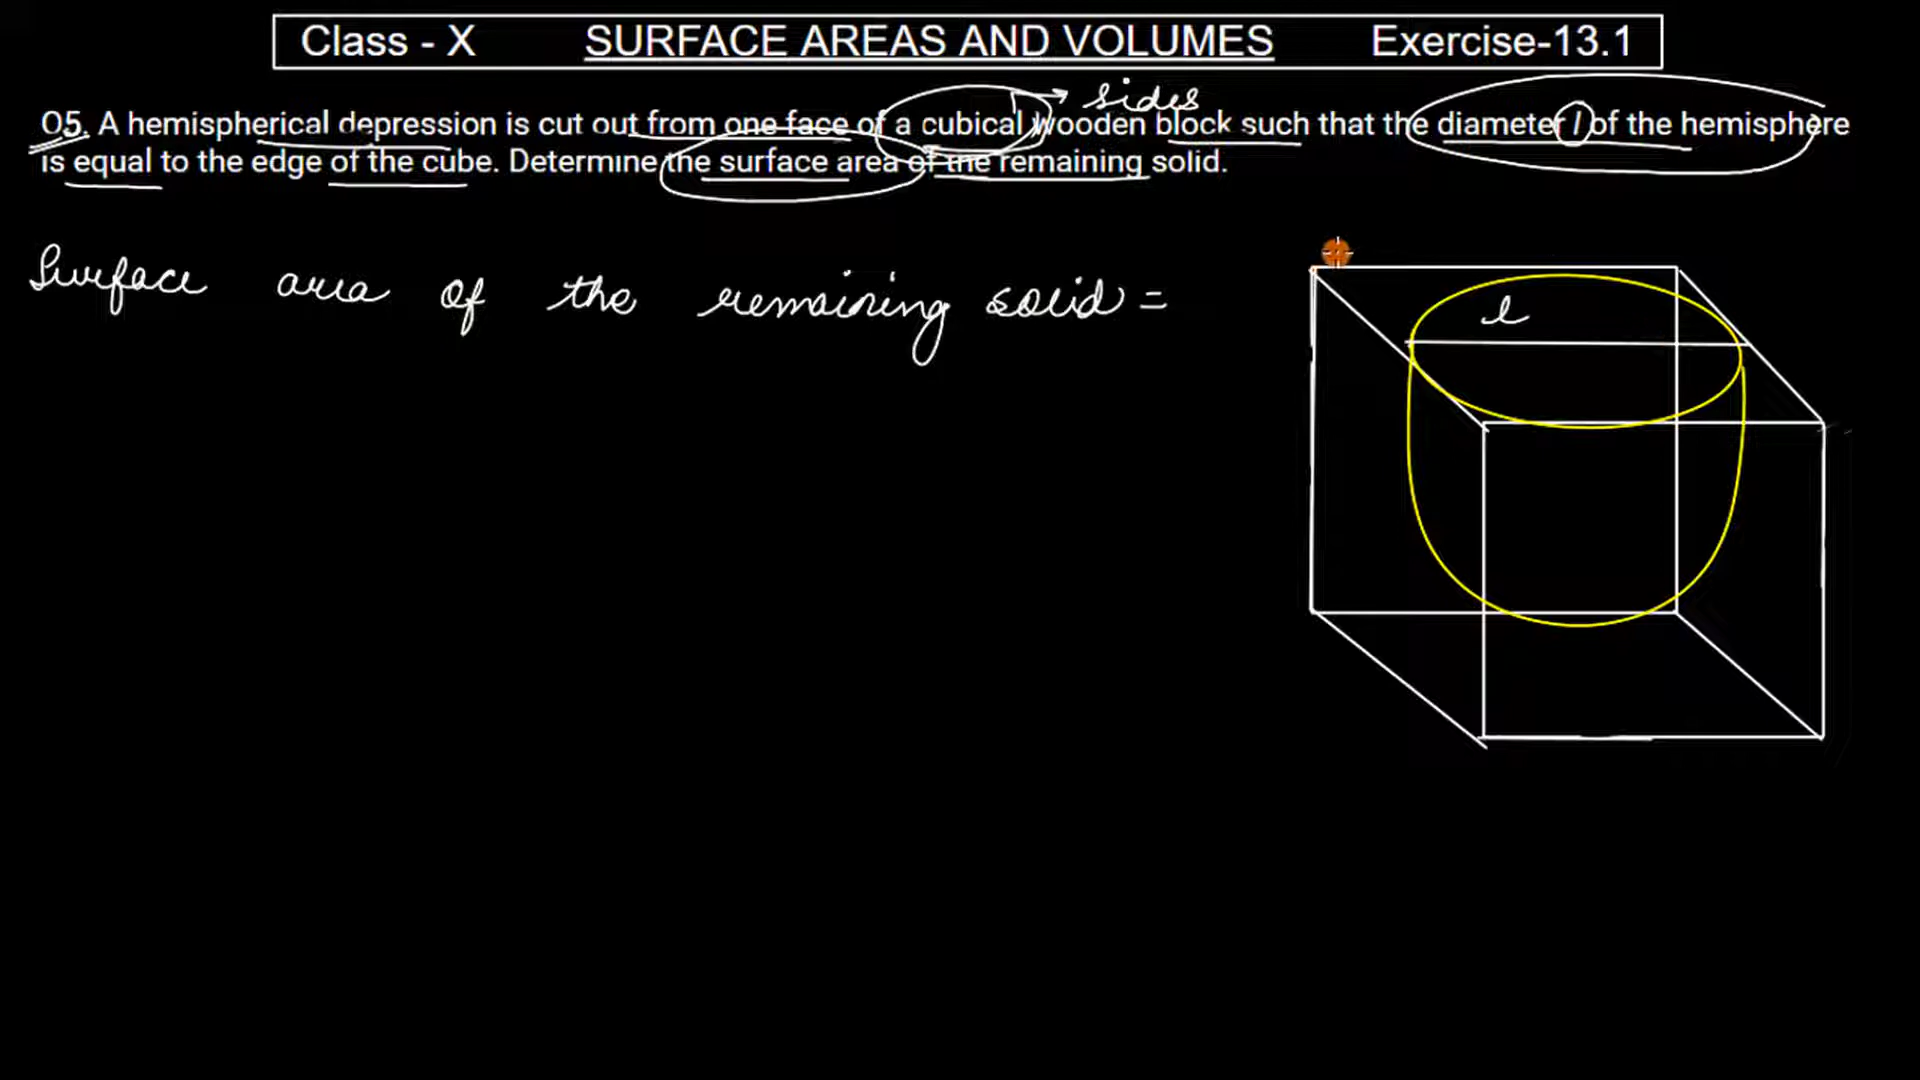 Class - X SURFACE AREAS AND VOLUMES Exercise-13.1
sides
Q5. A hemispherical depression is cut out from one face of a cubical wooden block such that the diameter l of the hemisphere
is equal to the edge of the cube. Determine the surface area of the remaining solid.
Surface area of the remaining solid =
l